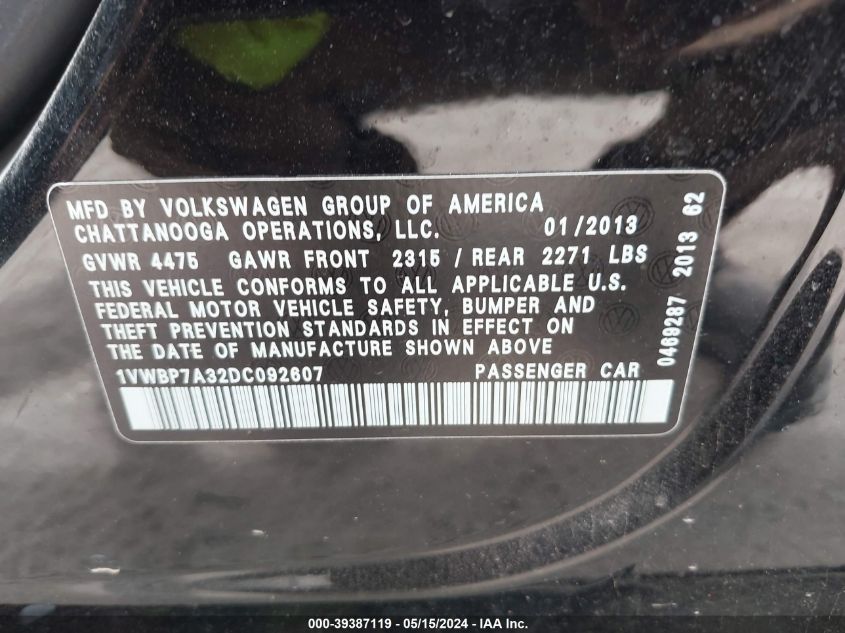 MFD BY VOLKSWAGEN GROUP OF AMERICA
CHATTANOOGA OPERATIONS, LLC. 01/2013
GVWR 4475 GAWR FRONT 2315 / REAR 2271 LBS
THIS VEHICLE CONFORMS TO ALL APPLICABLE U.S.
FEDERAL MOTOR VEHICLE SAFETY, BUMPER AND
THEFT PREVENTION STANDARDS IN EFFECT ON
THE DATE OF MANUFACTURE SHOWN ABOVE
1VWBP7A32DC092607 PASSENGER CAR
0469287 2013 62
000-39387119 - 05/15/2024 - IAA Inc.